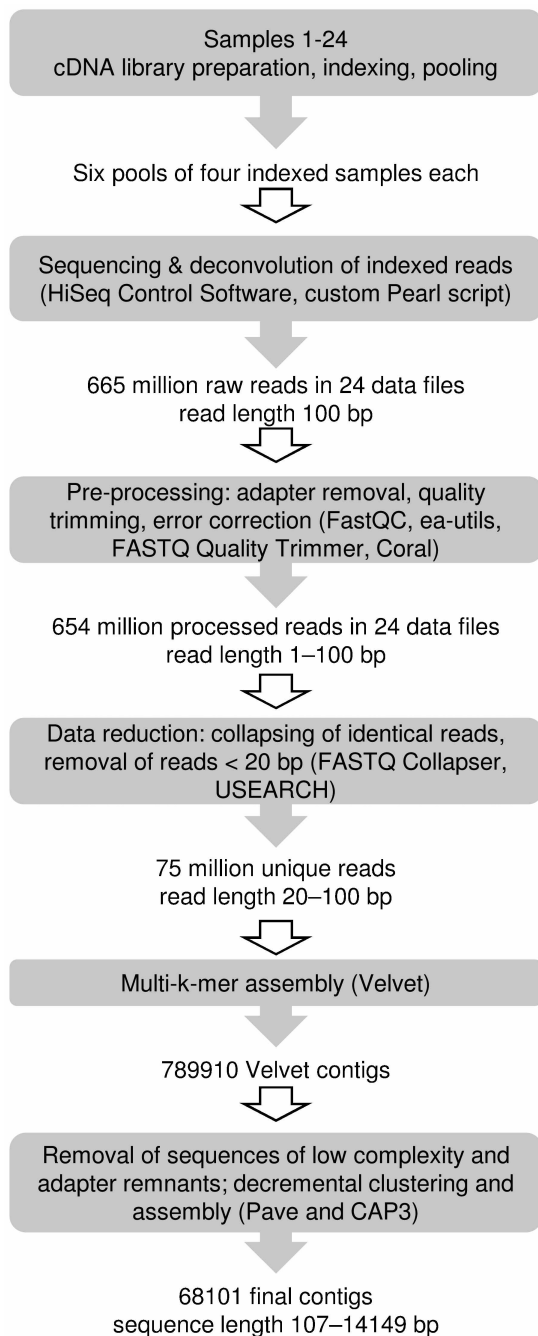 Samples 1-24
cDNA library preparation, indexing, pooling
Six pools of four indexed samples each
Sequencing & deconvolution of indexed reads
(HiSeq Control Software, custom Pearl script)
665 million raw reads in 24 data files
read length 100 bp
Pre-processing: adapter removal, quality
trimming, error correction (FastQC, ea-utils,
FASTQ Quality Trimmer, Coral)
654 million processed reads in 24 data files
read length 1–100 bp
Data reduction: collapsing of identical reads,
removal of reads < 20 bp (FASTQ Collapser,
USEARCH)
75 million unique reads
read length 20–100 bp
Multi-k-mer assembly (Velvet)
789910 Velvet contigs
Removal of sequences of low complexity and
adapter remnants; decremental clustering and
assembly (Pave and CAP3)
68101 final contigs
sequence length 107–14149 bp